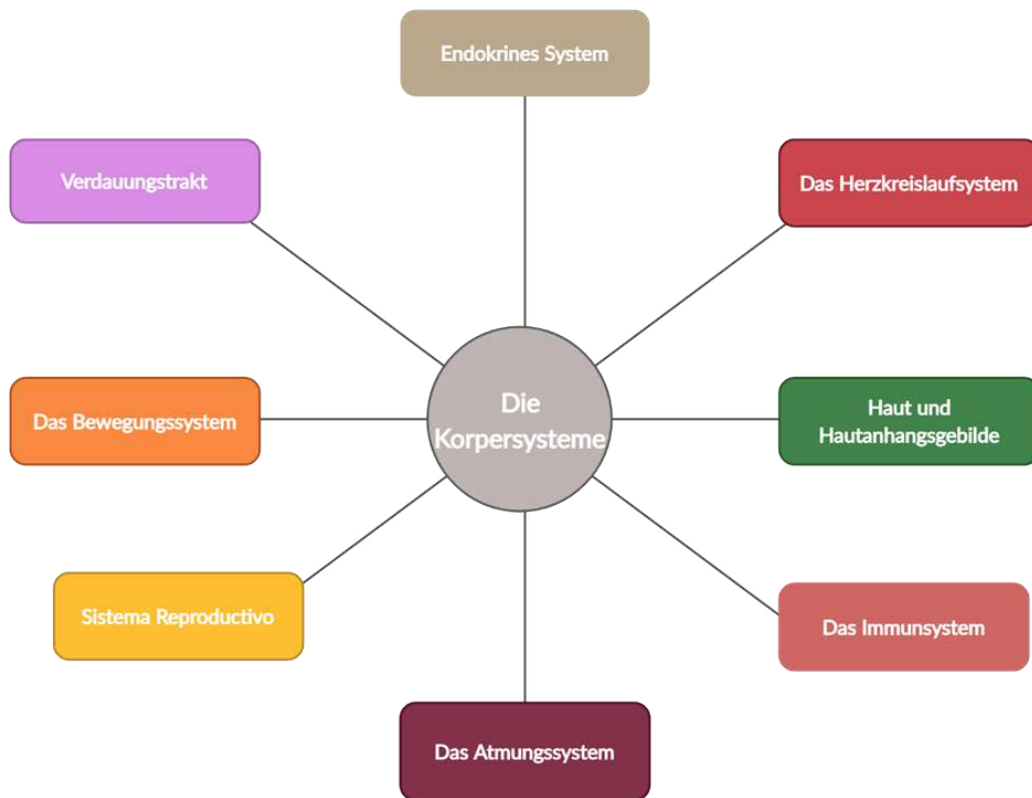 Endokrines System
Verdauungstrakt
Das Herzkreislaufsystem
Die
Korpersysteme
Das Bewegungssystem
Haut und
Hautanhangsgebilde
Sistema Reproductivo
Das Immunsystem
Das Atmungssystem